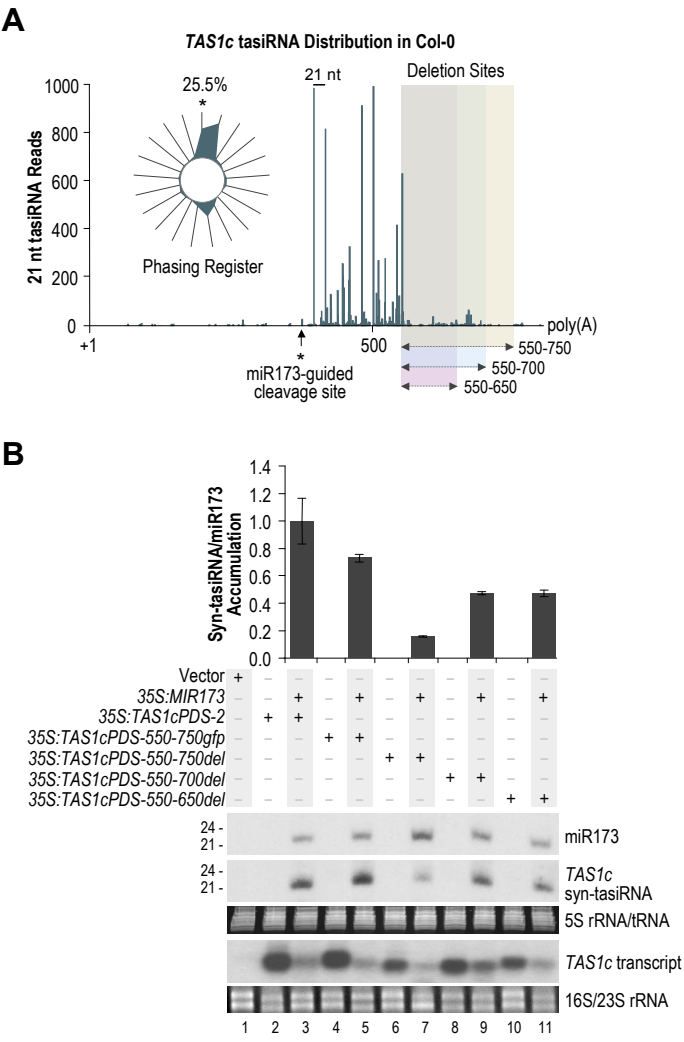 A
TAS1c tasiRNA Distribution in Col-0
21 nt tasiRNA Reads
1000
800
600
400
200
0
25.5%
*
Phasing Register
21 nt
Deletion Sites
+1
500
poly(A)
*
miR173-guided
cleavage site
550-750
550-700
550-650
B
Syn-tasiRNA/miR173
Accumulation
1.4
1.2
1.0
0.8
0.6
0.4
0.2
0.0
Vector + – – – – – – – – – –
35S:MIR173 – – + – + – + – + – +
35S:TAS1cPDS-2 – + + – – – – – – – –
35S:TAS1cPDS-550-750gfp – – – + + – – – – – –
35S:TAS1cPDS-550-750del – – – – – + + – – – –
35S:TAS1cPDS-550-700del – – – – – – – + + – –
35S:TAS1cPDS-550-650del – – – – – – – – – + +
24 -
21 -
miR173
24 -
21 -
TAS1c
syn-tasiRNA
5S rRNA/tRNA
TAS1c transcript
16S/23S rRNA
1 2 3 4 5 6 7 8 9 10 11